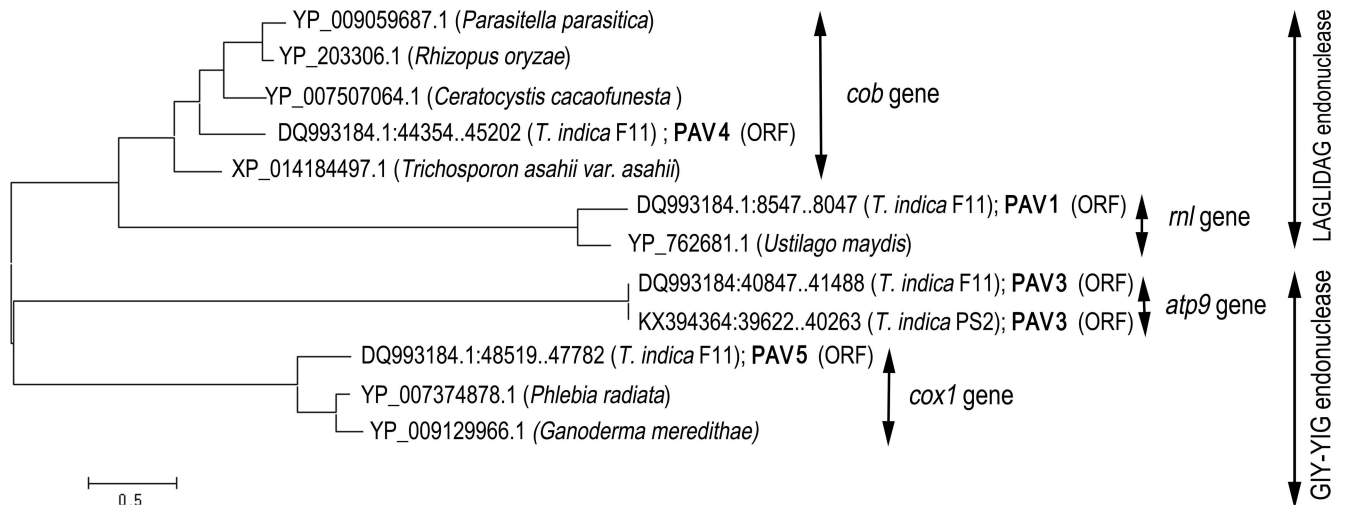 YP_009059687.1 (Parasitella parasitica)
YP_203306.1 (Rhizopus oryzae)
YP_007507064.1 (Ceratocystis cacaofunesta )
DQ993184.1:44354..45202 (T. indica F11) ; PAV4 (ORF)
XP_014184497.1 (Trichosporon asahii var. asahii)
cob gene
DQ993184.1:8547..8047 (T. indica F11); PAV1 (ORF)
YP_762681.1 (Ustilago maydis)
rnl gene
LAGLIDAG endonuclease
DQ993184:40847..41488 (T. indica F11); PAV3 (ORF)
KX394364:39622..40263 (T. indica PS2); PAV3 (ORF)
atp9 gene
DQ993184.1:48519..47782 (T. indica F11); PAV5 (ORF)
YP_007374878.1 (Phlebia radiata)
YP_009129966.1 (Ganoderma meredithae)
cox1 gene
GIY-YIG endonuclease
0.5